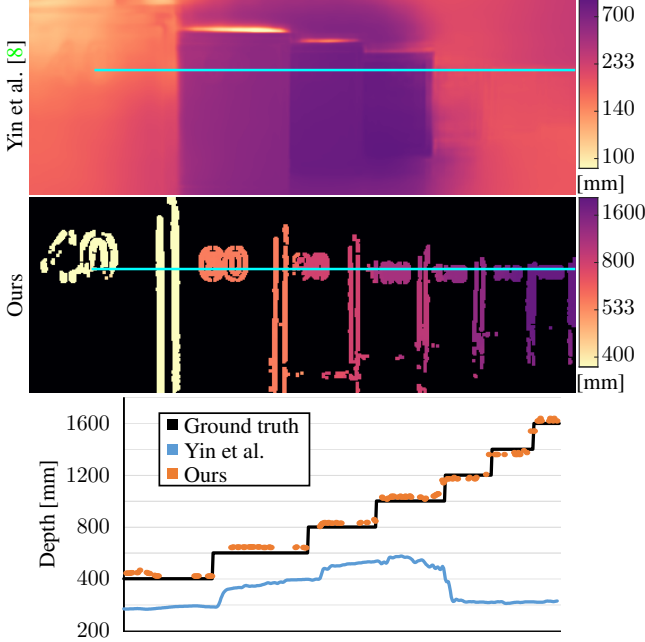 Yin et al. [8]
700
233
140
100
[mm]
Ours
1600
800
533
400
[mm]
Depth [mm]
1600
1200
800
400
200
Ground truth
Yin et al.
Ours